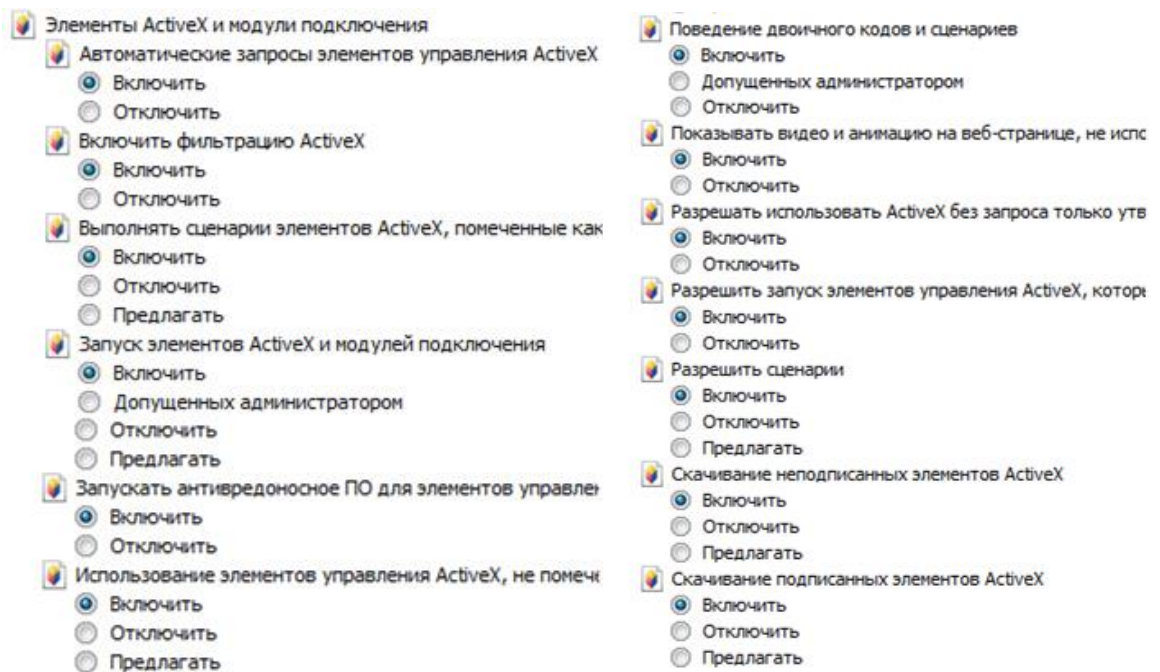 Элементы ActiveX и модули подключения
Автоматические запросы элементов управления ActiveX
Включить
Отключить
Включить фильтрацию ActiveX
Включить
Отключить
Выполнять сценарии элементов ActiveX, помеченные как
Включить
Отключить
Предлагать
Запуск элементов ActiveX и модулей подключения
Включить
Допущенных администратором
Отключить
Предлагать
Запускать антивредоносное ПО для элементов управлен
Включить
Отключить
Использование элементов управления ActiveX, не помече
Включить
Отключить
Предлагать
Поведение двоичного кодов и сценариев
Включить
Допущенных администратором
Отключить
Показывать видео и анимацию на веб-странице, не испо
Включить
Отключить
Разрешать использовать ActiveX без запроса только утв
Включить
Отключить
Разрешить запуск элементов управления ActiveX, которы
Включить
Отключить
Разрешить сценарии
Включить
Отключить
Предлагать
Скачивание неподписанных элементов ActiveX
Включить
Отключить
Предлагать
Скачивание подписанных элементов ActiveX
Включить
Отключить
Предлагать